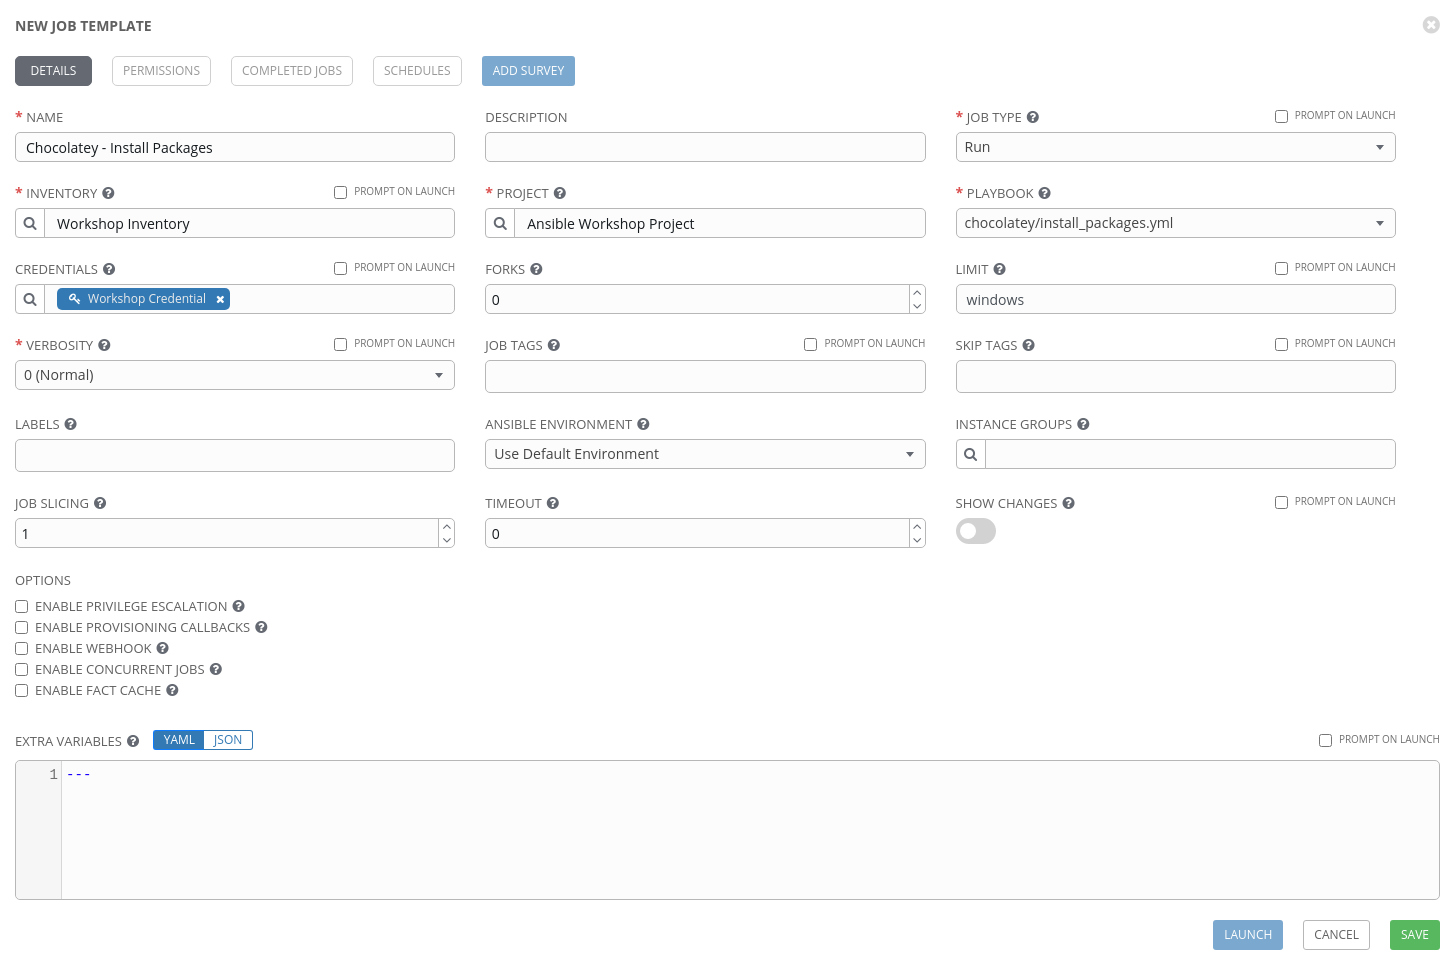 NEW JOB TEMPLATE
DETAILS PERMISSIONS COMPLETED JOBS SCHEDULES ADD SURVEY
* NAME DESCRIPTION * JOB TYPE PROMPT ON LAUNCH
Chocolatey - Install Packages Run
* INVENTORY PROMPT ON LAUNCH * PROJECT * PLAYBOOK
Workshop Inventory Ansible Workshop Project chocolatey/install_packages.yml
CREDENTIALS PROMPT ON LAUNCH FORKS LIMIT PROMPT ON LAUNCH
Workshop Credential 0 windows
* VERBOSITY PROMPT ON LAUNCH JOB TAGS PROMPT ON LAUNCH SKIP TAGS PROMPT ON LAUNCH
0 (Normal)
LABELS ANSIBLE ENVIRONMENT INSTANCE GROUPS
Use Default Environment
JOB SLICING TIMEOUT SHOW CHANGES PROMPT ON LAUNCH
1 0
OPTIONS
ENABLE PRIVILEGE ESCALATION
ENABLE PROVISIONING CALLBACKS
ENABLE WEBHOOK
ENABLE CONCURRENT JOBS
ENABLE FACT CACHE
EXTRA VARIABLES YAML JSON PROMPT ON LAUNCH
1 ---
LAUNCH CANCEL SAVE